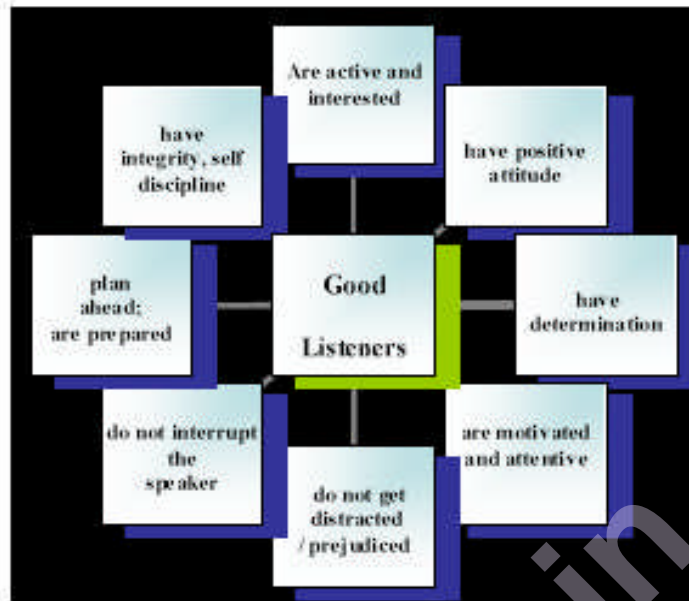 Good
Listeners
Are active and
interested
have positive
attitude
have
determination
are motivated
and attentive
do not get
distracted
/prejudiced
do not interrupt
the
speaker
plan
ahead;
are prepared
have
integrity, self
discipline
in